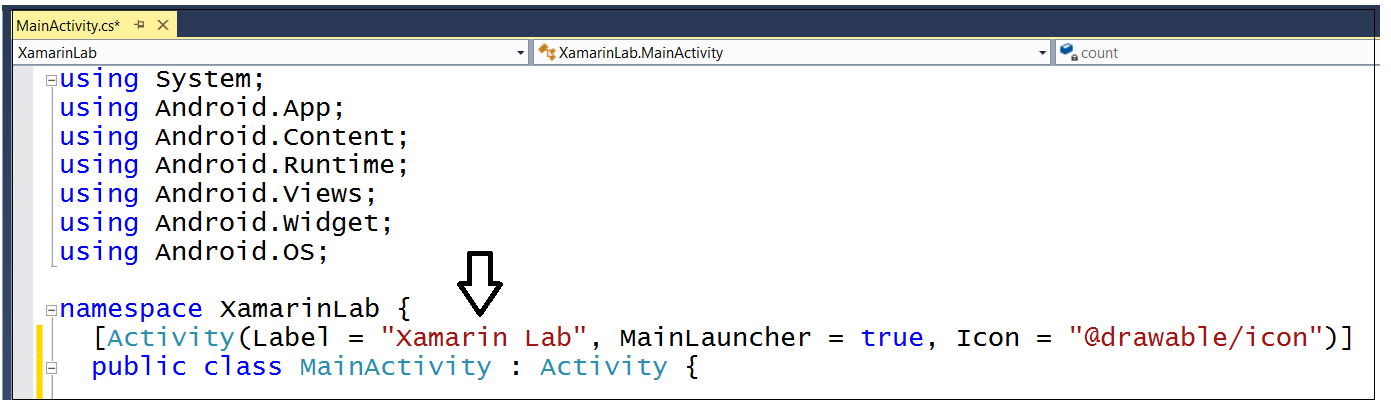 MainActivity.cs*
XamarinLab XamarinLab.MainActivity count
using System;
using Android.App;
using Android.Content;
using Android.Runtime;
using Android.Views;
using Android.Widget;
using Android.OS;
namespace XamarinLab {
[Activity(Label = "Xamarin Lab", MainLauncher = true, Icon = "@drawable/icon")]
public class MainActivity : Activity {